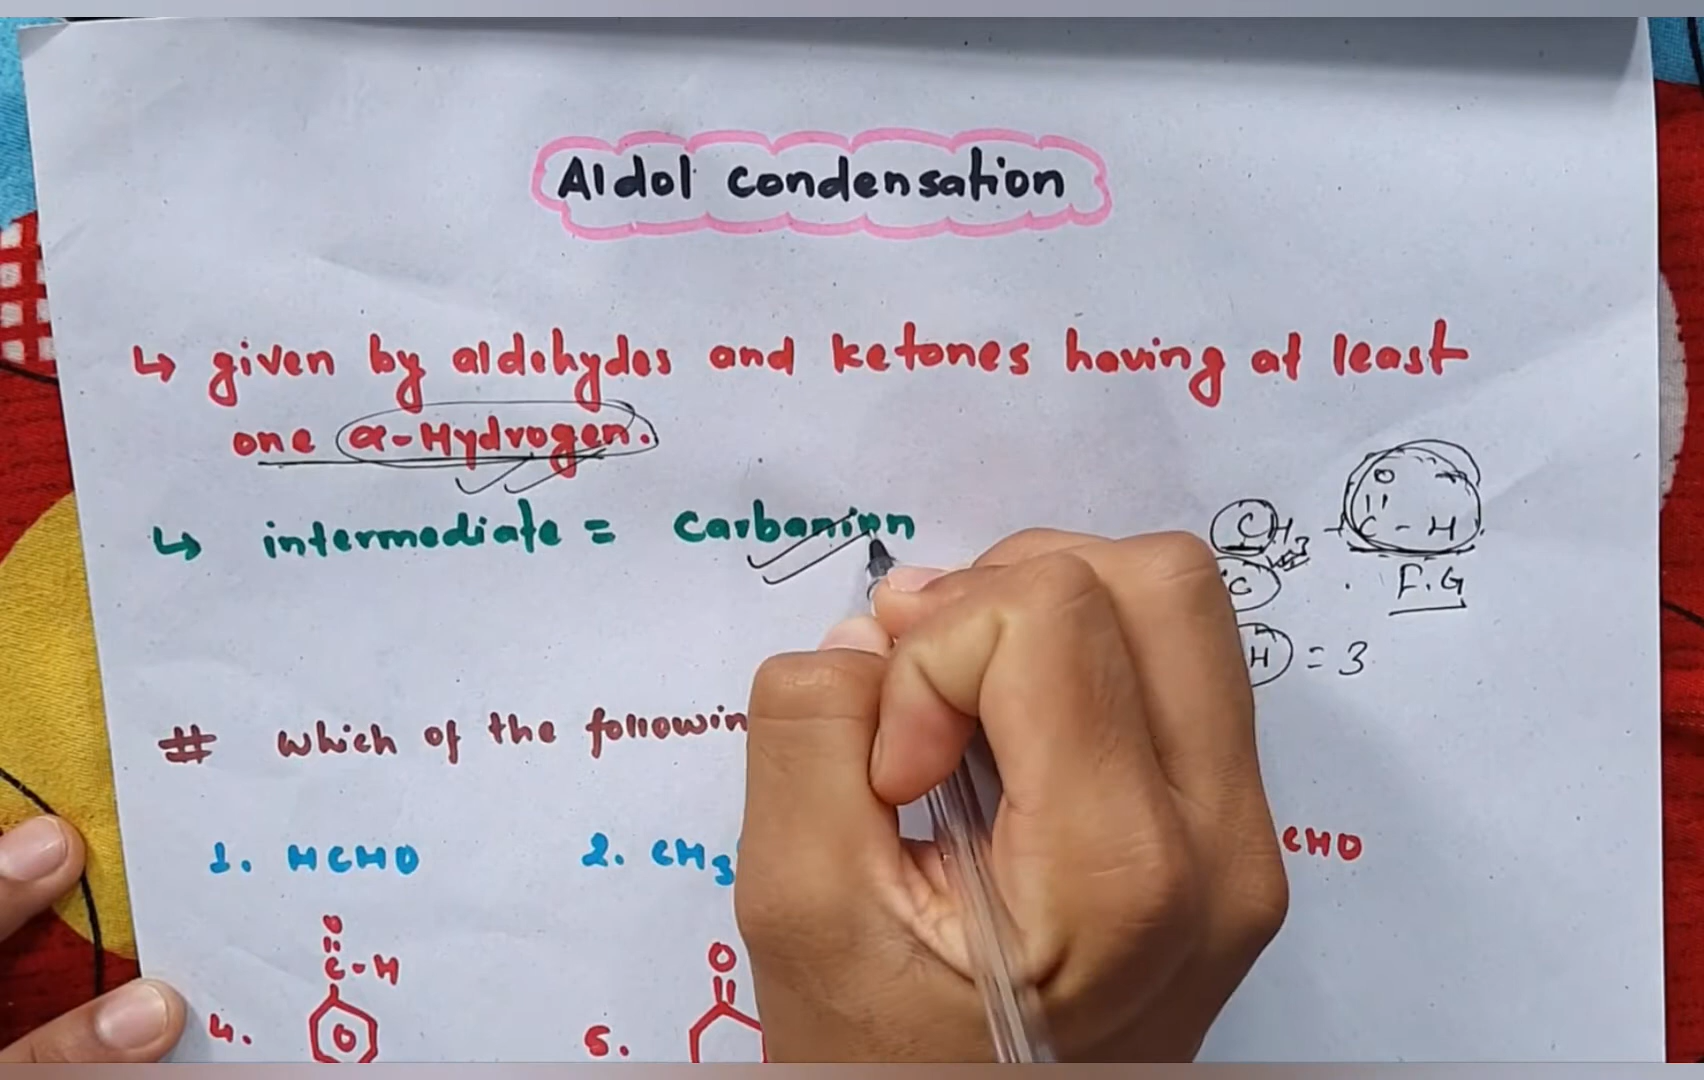 Aldol condensation
↳ given by aldehydes and ketones having at least
one α-Hydrogen.
↳ intermediate = Carbanion
O
||
CH3 - C - H
C
F.G
H = 3
# which of the
1. HCHO
2. CH3
CHO
O
||
C-H
4.
O
||
5.